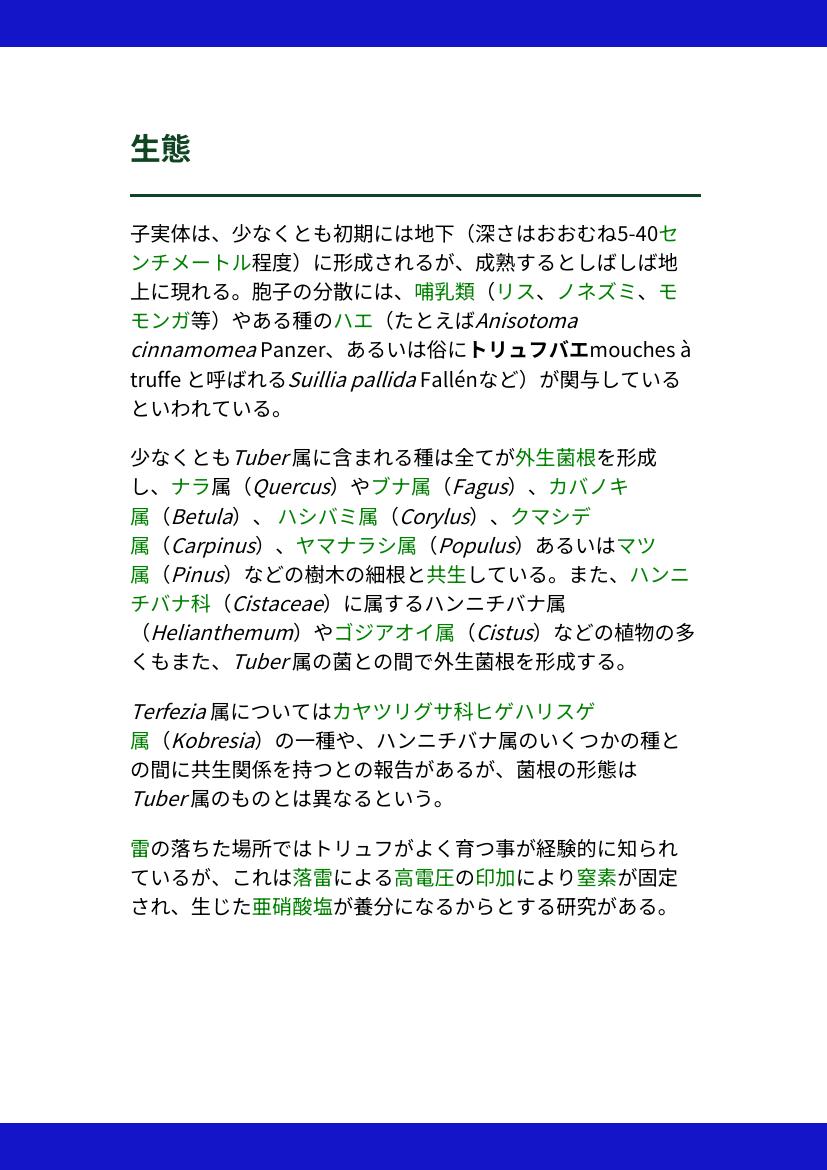 生態
子実体は、少なくとも初期には地下（深さはおおむね5-40セ
ンチメートル程度）に形成されるが、成熟するとしばしば地
上に現れる。胞子の分散には、哺乳類（リス、ノネズミ、モ
モンガ等）やある種のハエ（たとえばAnisotoma
cinnamomea Panzer、あるいは俗にトリュフバエmouches à
truffe と呼ばれるSuillia pallida Fallénなど）が関与している
といわれている。
少なくともTuber 属に含まれる種は全てが外生菌根を形成
し、ナラ属（Quercus）やブナ属（Fagus）、カバノキ
属（Betula）、 ハシバミ属（Corylus）、クマシデ
属（Carpinus）、ヤマナラシ属（Populus）あるいはマツ
属（Pinus）などの樹木の細根と共生している。また、ハンニ
チバナ科（Cistaceae）に属するハンニチバナ属
（Helianthemum）やゴジアオイ属（Cistus）などの植物の多
くもまた、Tuber 属の菌との間で外生菌根を形成する。
Terfezia 属についてはカヤツリグサ科ヒゲハリスゲ
属（Kobresia）の一種や、ハンニチバナ属のいくつかの種と
の間に共生関係を持つとの報告があるが、菌根の形態は
Tuber 属のものとは異なるという。
雷の落ちた場所ではトリュフがよく育つ事が経験的に知られ
ているが、これは落雷による高電圧の印加により窒素が固定
され、生じた亜硝酸塩が養分になるからとする研究がある。